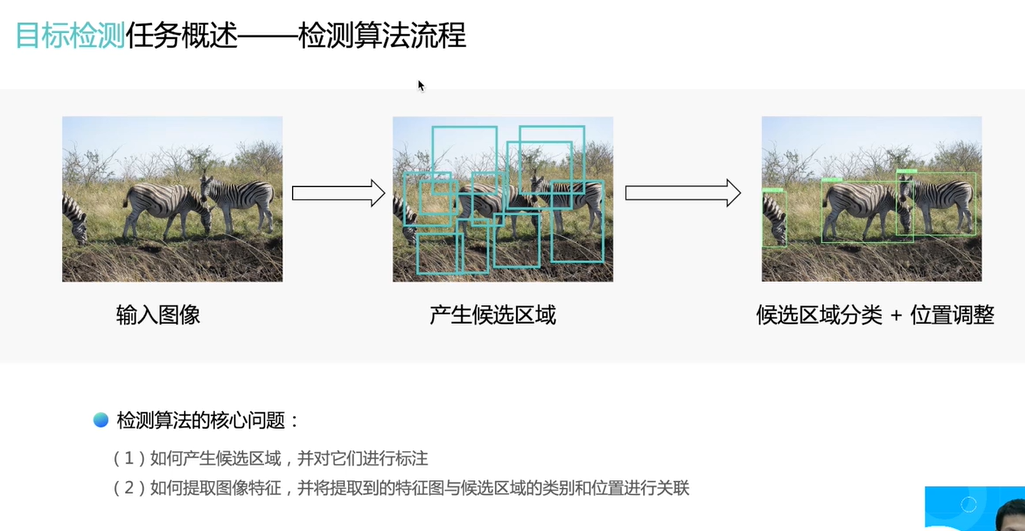 目标检测任务概述——检测算法流程
输入图像
产生候选区域
候选区域分类 + 位置调整
检测算法的核心问题：
（1）如何产生候选区域，并对它们进行标注
（2）如何提取图像特征，并将提取到的特征图与候选区域的类别和位置进行关联